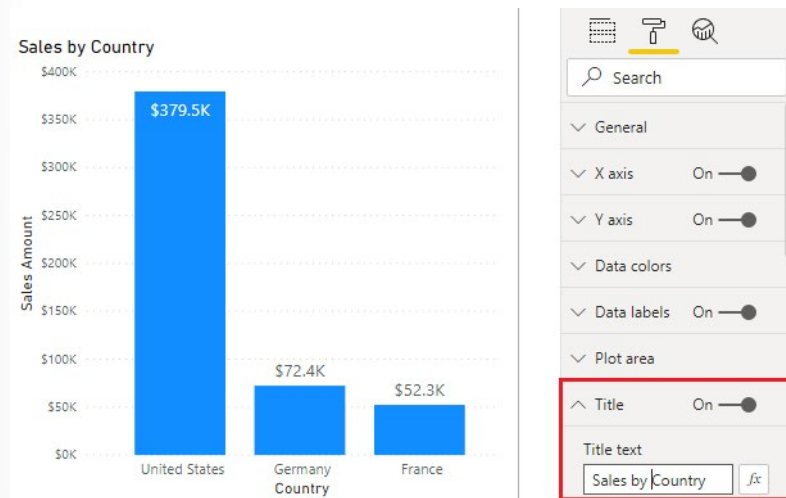 Sales by Country
$400K
$350K
$300K
$250K
$200K
$150K
$100K
$50K
$0K
Sales Amount
$379.5K
$72.4K
$52.3K
United States
Germany
France
Country
Search
General
X axis On
Y axis On
Data colors
Data labels On
Plot area
Title On
Title text
Sales by Country
fx